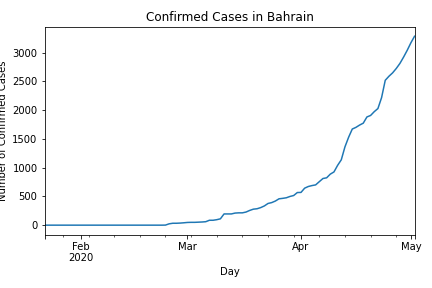 Confirmed Cases in Bahrain
Number of Confirmed Cases
3000
2500
2000
1500
1000
500
0
Feb
2020
Mar
Apr
May
Day